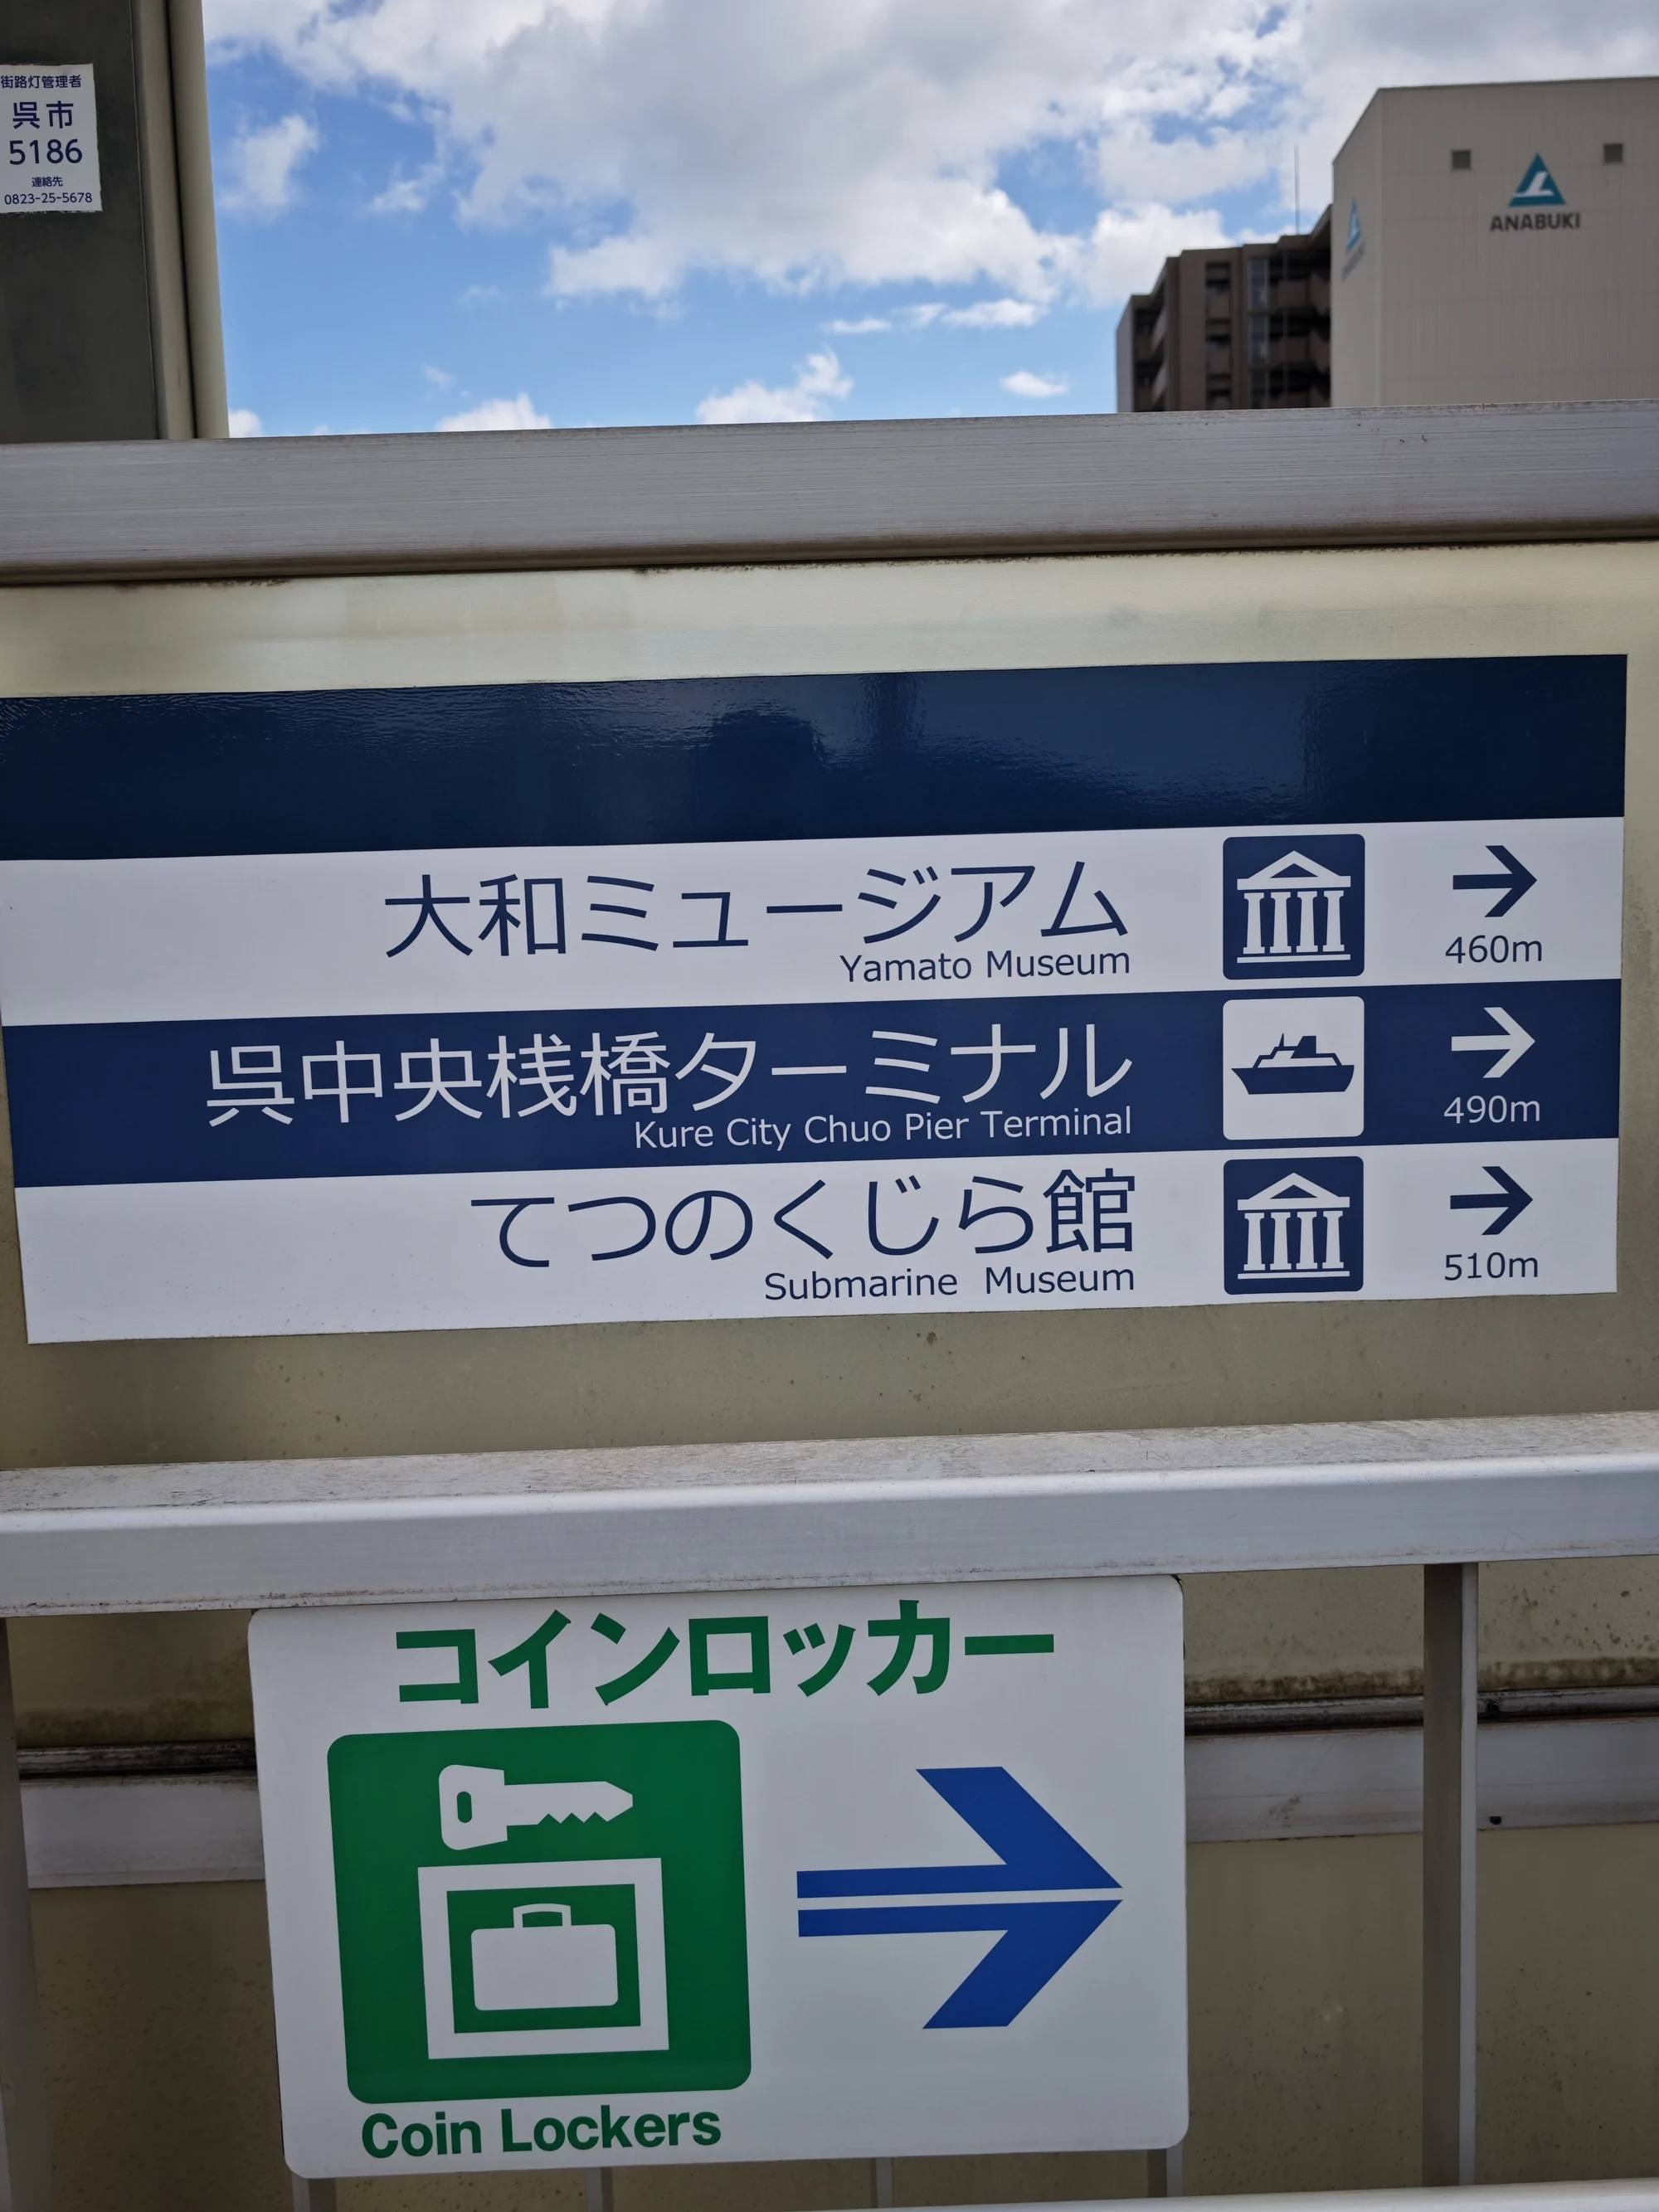 街路灯管理者
呉市
5186
連絡先
0823-25-5678
ANABUKI
大和ミュージアム
Yamato Museum
460m
呉中央桟橋ターミナル
Kure City Chuo Pier Terminal
490m
てつのくじら館
Submarine Museum
510m
コインロッカー
Coin Lockers